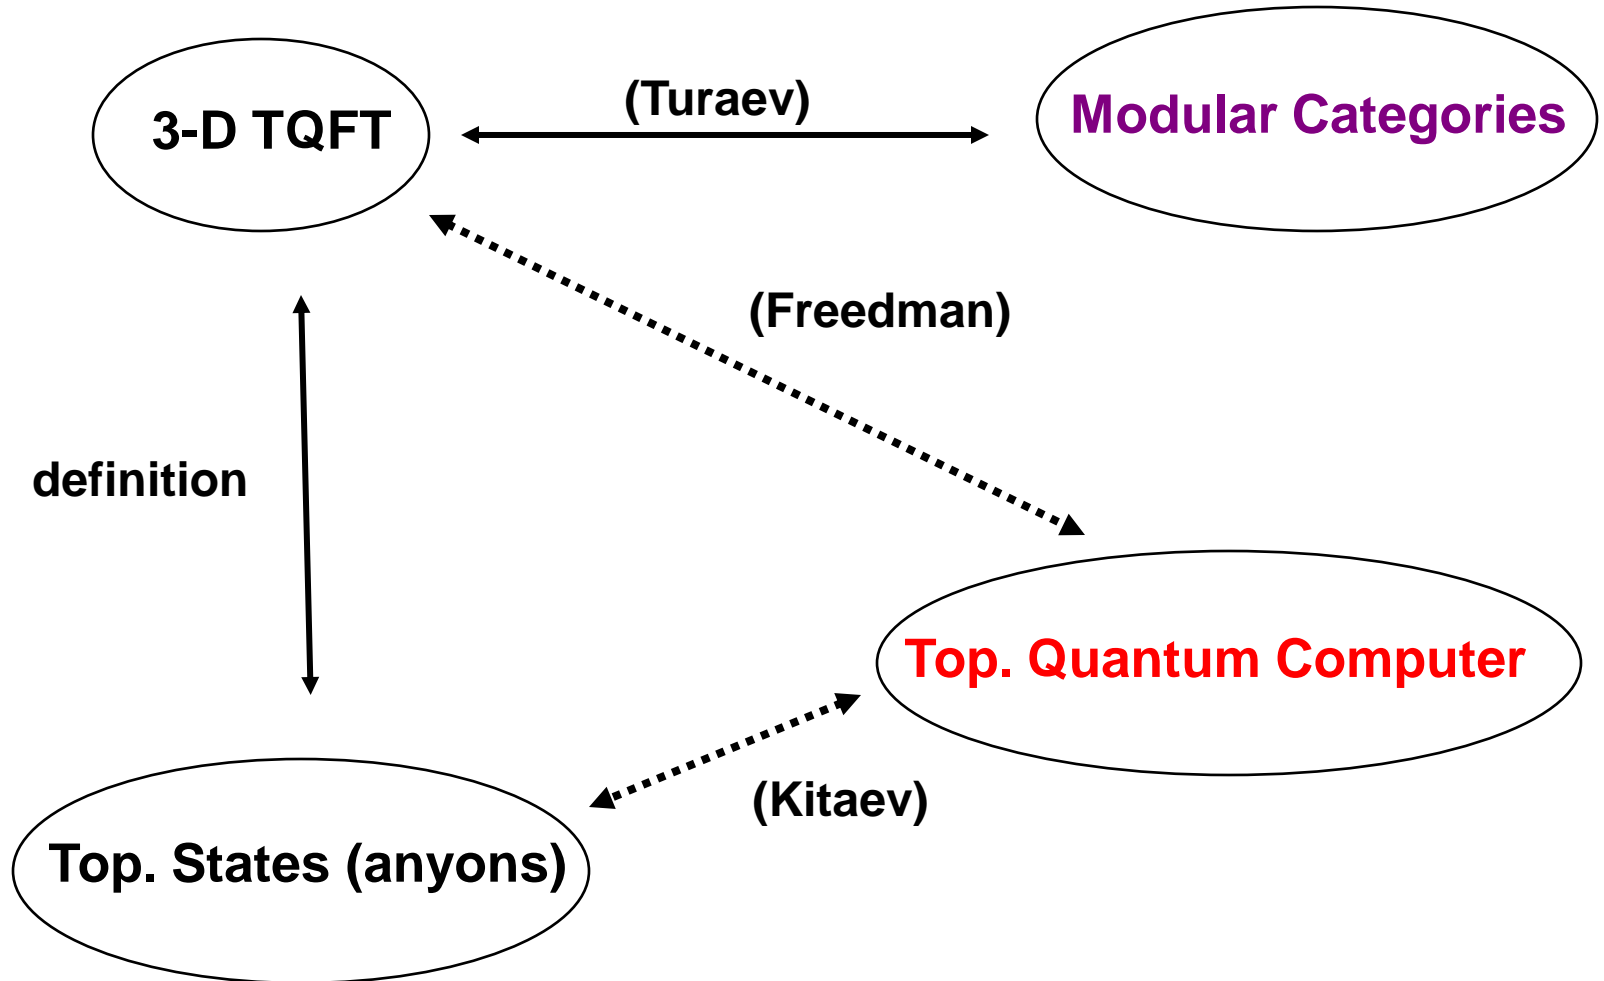 (Turaev)
3-D TQFT
Modular Categories
(Freedman)
definition
Top. Quantum Computer
(Kitaev)
Top. States (anyons)